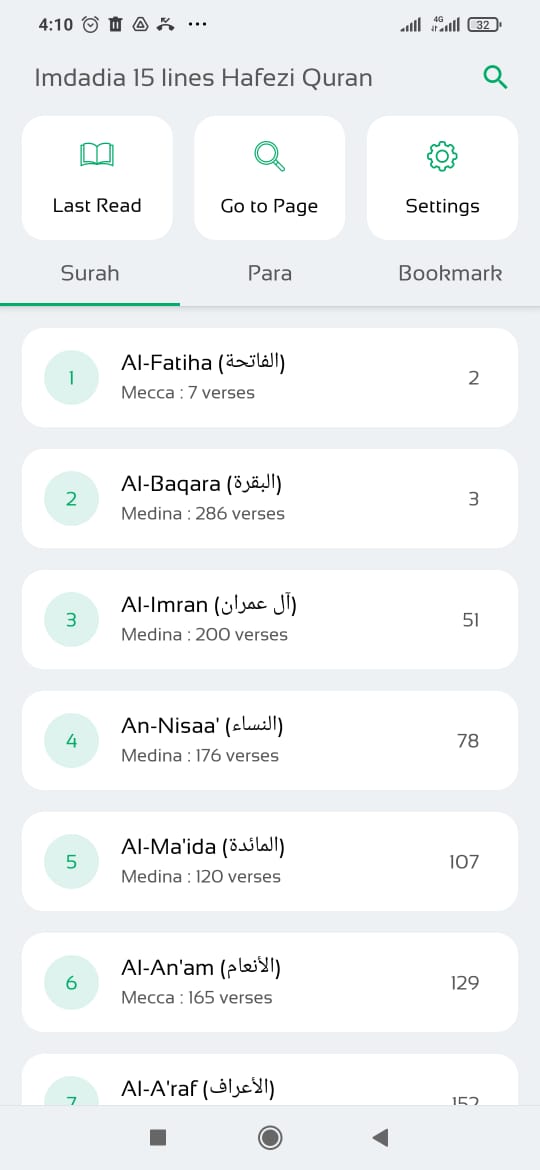 4:10 4G 32
Imdadia 15 lines Hafezi Quran
Last Read
Go to Page
Settings
Surah Para Bookmark
1
Al-Fatiha (الفاتحة)
Mecca : 7 verses
2
2
Al-Baqara (البقرة)
Medina : 286 verses
3
3
Al-Imran (آل عمران)
Medina : 200 verses
51
4
An-Nisaa' (النساء)
Medina : 176 verses
78
5
Al-Ma'ida (المائدة)
Medina : 120 verses
107
6
Al-An'am (الأنعام)
Mecca : 165 verses
129
7
Al-A'raf (الأعراف)
152